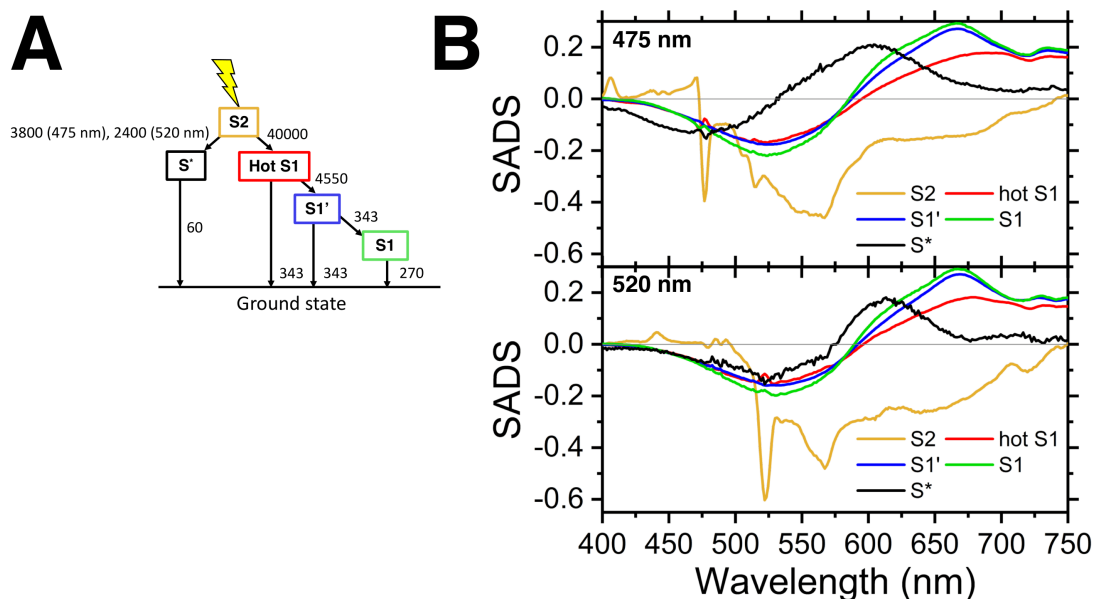 A
B
S2
3800 (475 nm), 2400 (520 nm)
40000
S*
Hot S1
4550
S1'
343
S1
60
343
343
270
Ground state
475 nm
SADS
0.2
0.0
-0.2
-0.4
-0.6
S2
hot S1
S1'
S1
S*
520 nm
SADS
0.2
0.0
-0.2
-0.4
-0.6
S2
hot S1
S1'
S1
S*
400 450 500 550 600 650 700 750
Wavelength (nm)